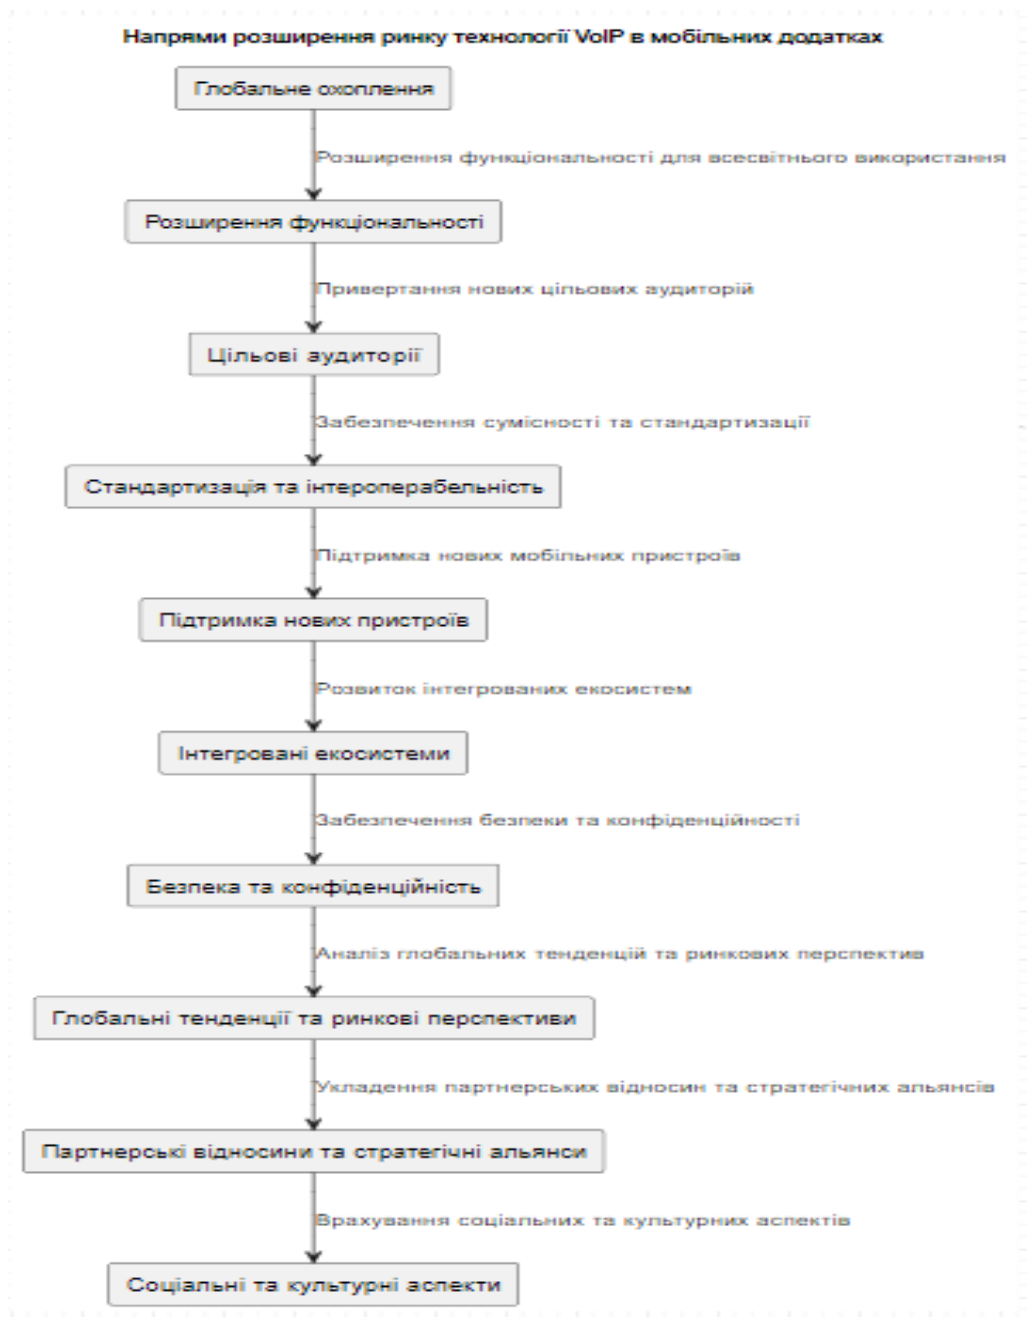 Напрями розширення ринку технології VoIP в мобільних додатках
Глобальне охоплення
Розширення функціональності для всесвітнього використання
Розширення функціональності
Привертання нових цільових аудиторій
Цільові аудиторії
Забезпечення сумісності та стандартизації
Стандартизація та інтероперабельність
Підтримка нових мобільних пристроїв
Підтримка нових пристроїв
Розвиток інтегрованих екосистем
Інтегровані екосистеми
Забезпечення безпеки та конфіденційності
Безпека та конфіденційність
Аналіз глобальних тенденцій та ринкових перспектив
Глобальні тенденції та ринкові перспективи
Укладення партнерських відносин та стратегічних альянсів
Партнерські відносини та стратегічні альянси
Врахування соціальних та культурних аспектів
Соціальні та культурні аспекти